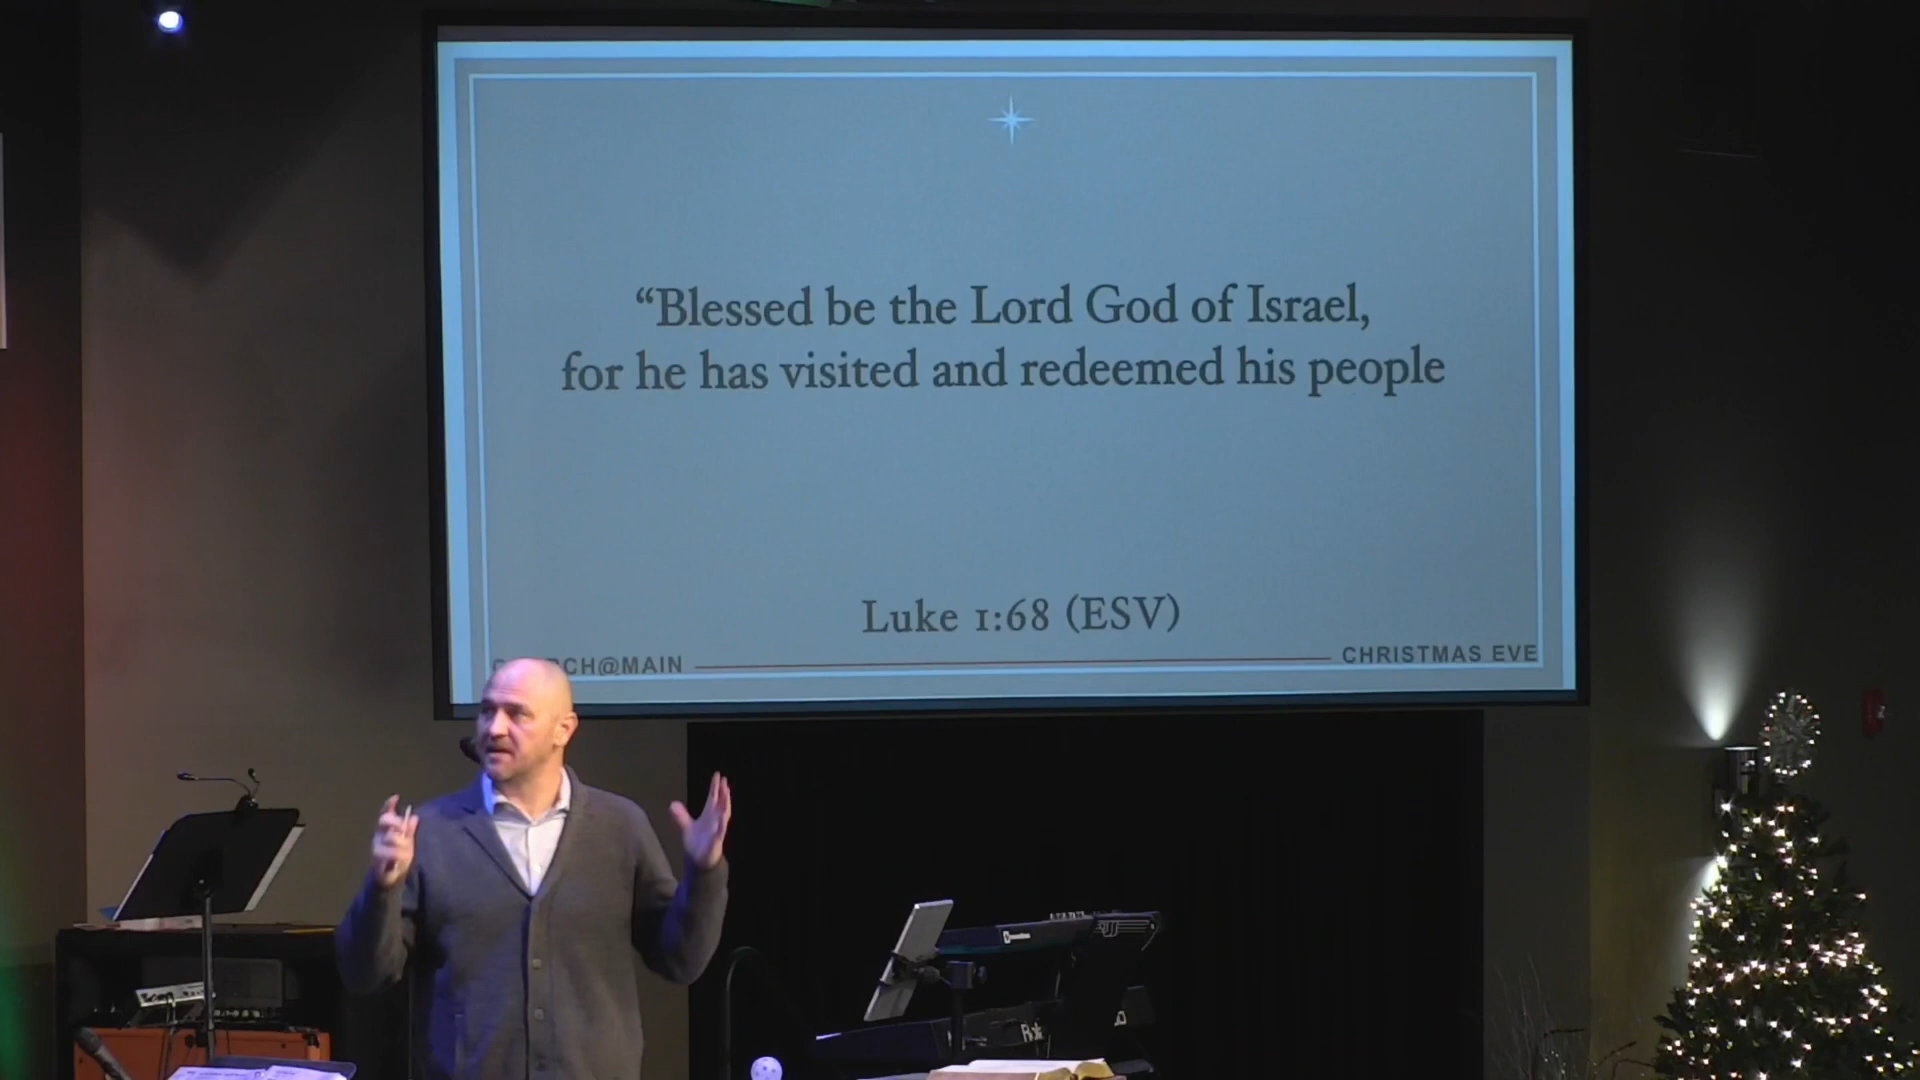 “Blessed be the Lord God of Israel,
for he has visited and redeemed his people
Luke 1:68 (ESV)
CH@MAIN
CHRISTMAS EVE